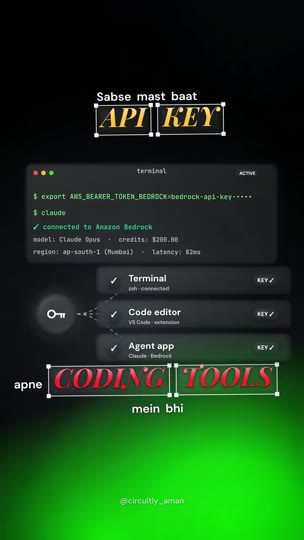 Sabse mast baat
API KEY
terminal
ACTIVE
$ export AWS_BEARER_TOKEN_BEDROCK=bedrock-api-key-••••
$ claude
✓ connected to Amazon Bedrock
model: Claude Opus · credits: $200.00
region: ap-south-1 (Mumbai) · latency: 82ms
✓ Terminal KEY ✓
zsh · connected
✓ Code editor KEY ✓
VS Code · extension
✓ Agent app KEY ✓
Claude · Bedrock
apne CODING TOOLS
mein bhi
@circuitly_aman